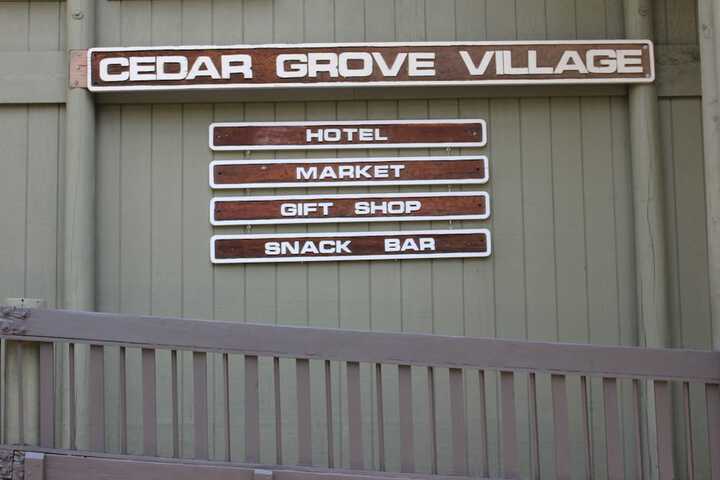 CEDAR GROVE VILLAGE
HOTEL
MARKET
GIFT SHOP
SNACK BAR